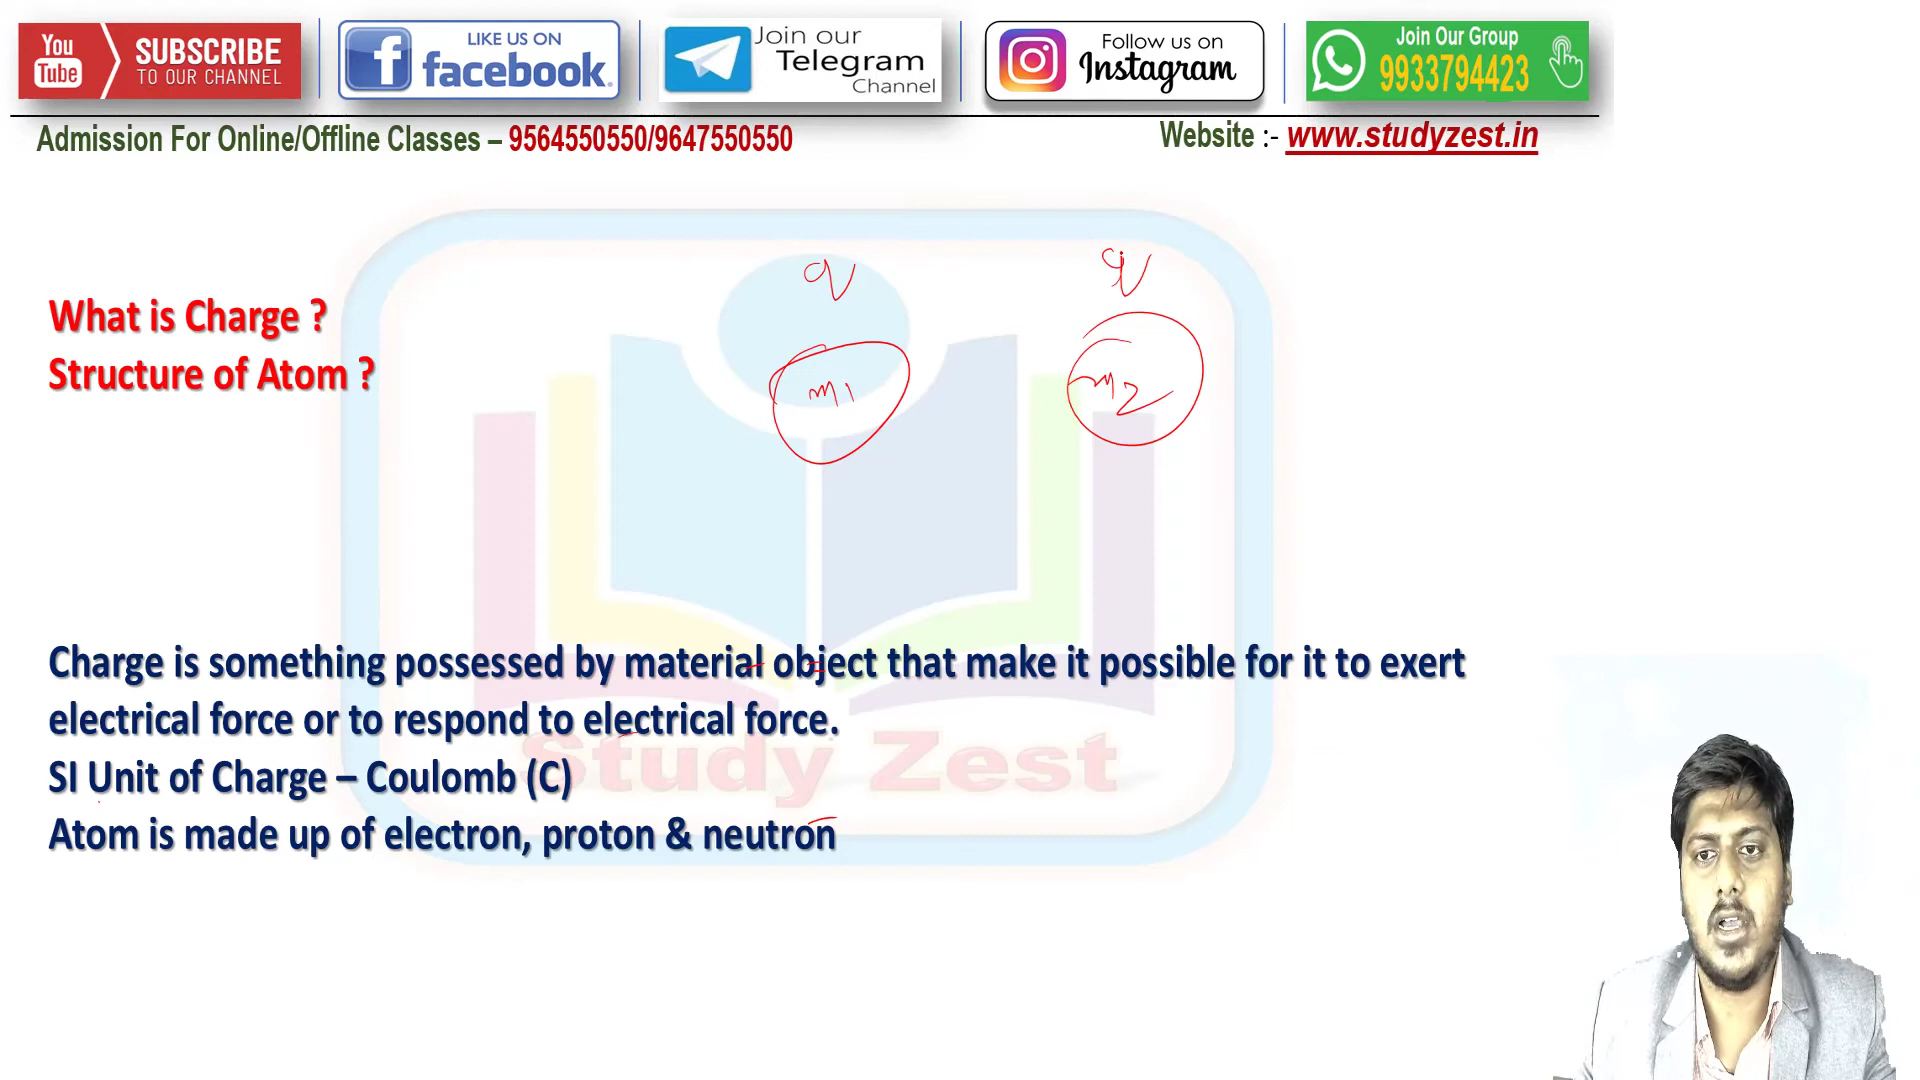 You Tube SUBSCRIBE TO OUR CHANNEL
LIKE US ON facebook.
Join our Telegram Channel
Follow us on Instagram
Join Our Group 9933794423
Admission For Online/Offline Classes – 9564550550/9647550550
Website :- www.studyzest.in
q q
What is Charge ?
Structure of Atom ?
m1 m2
Charge is something possessed by material object that make it possible for it to exert
electrical force or to respond to electrical force.
Study Zest
SI Unit of Charge – Coulomb (C)
Atom is made up of electron, proton & neutron